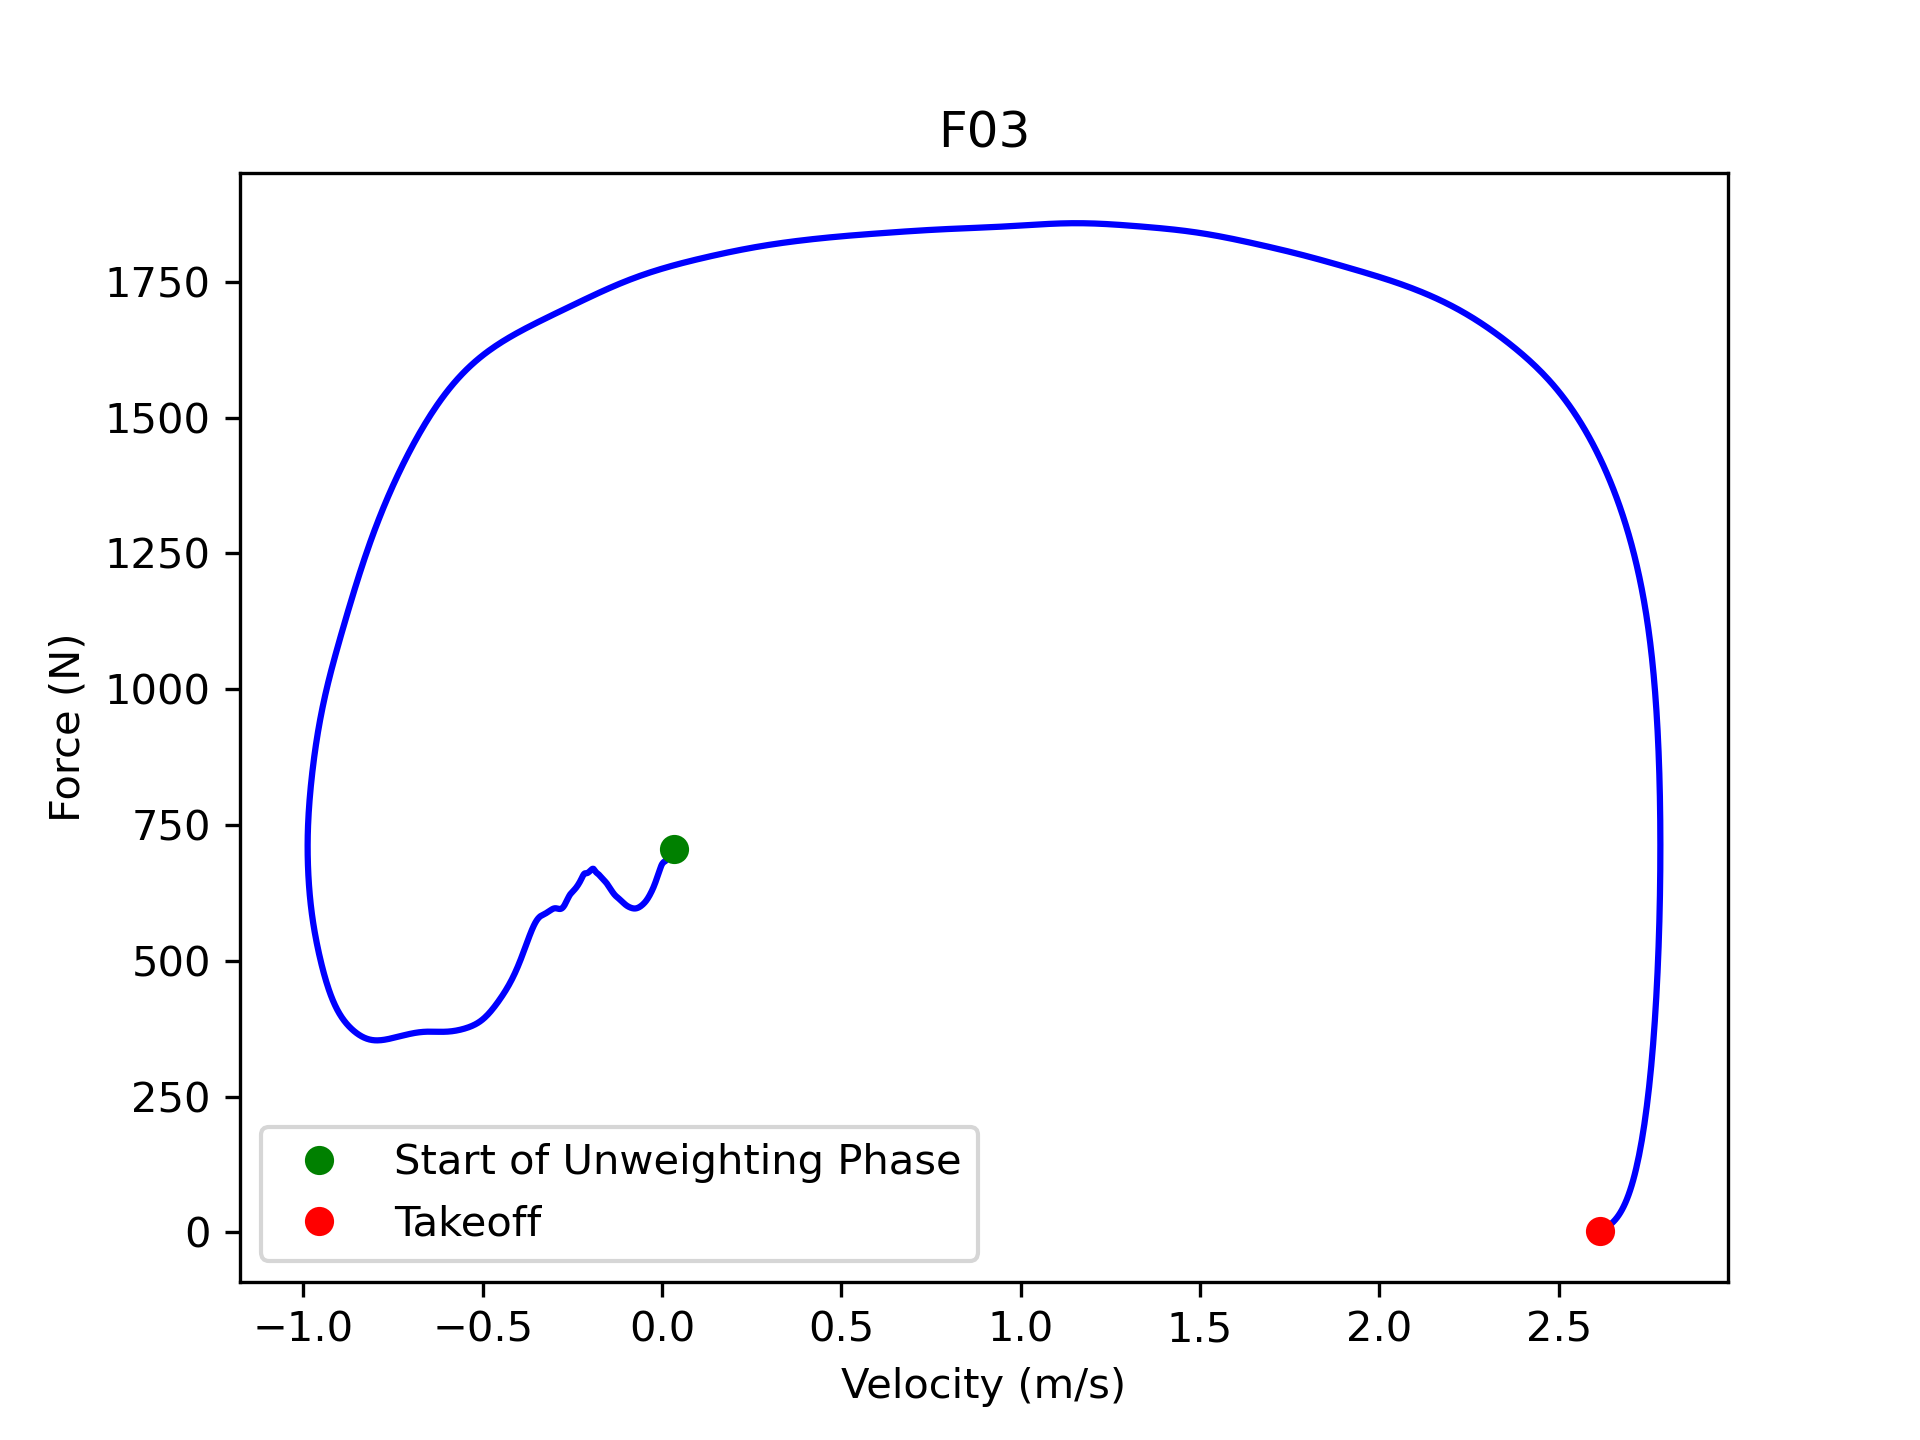 F03
Force (N)
1750
1500
1250
1000
750
500
250
0
Start of Unweighting Phase
Takeoff
−1.0 −0.5 0.0 0.5 1.0 1.5 2.0 2.5
Velocity (m/s)